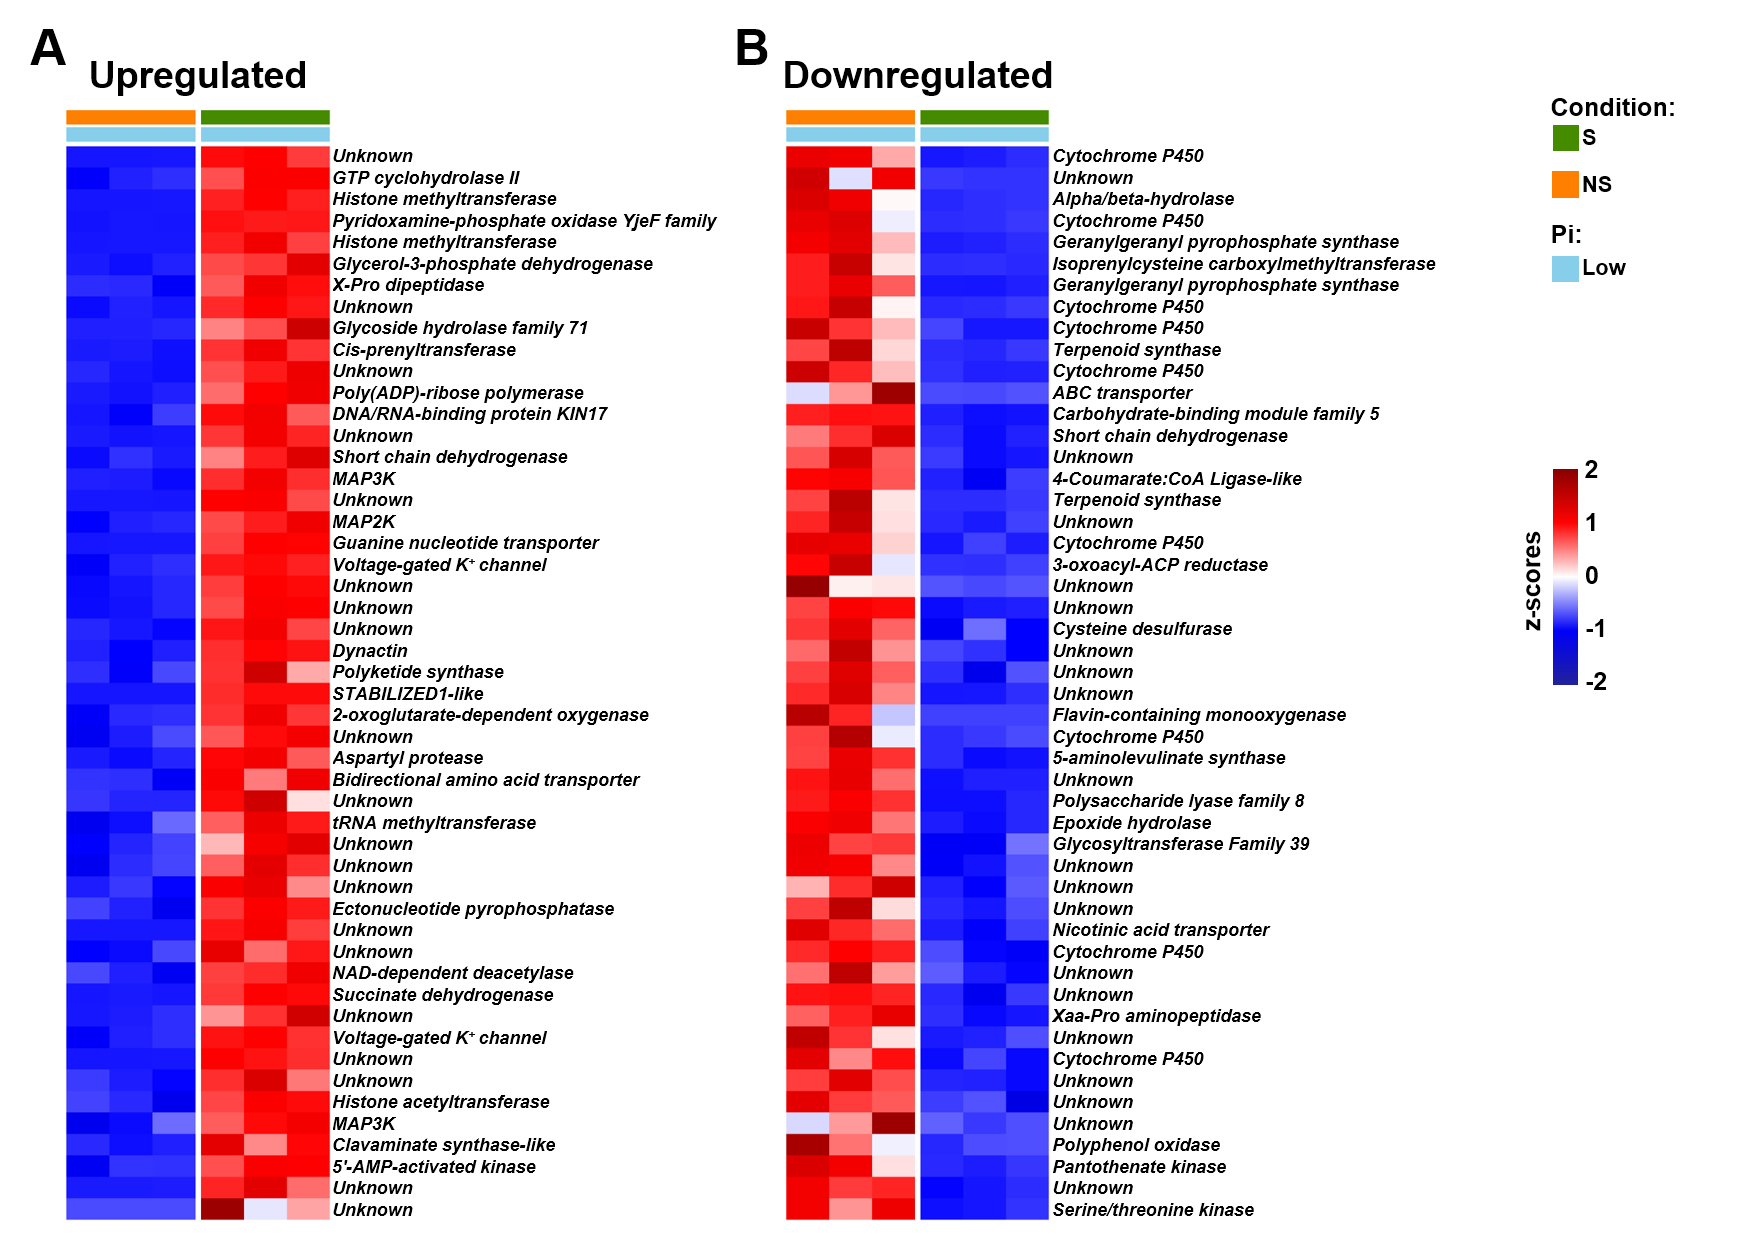 A
Upregulated
Unknown
GTP cyclohydrolase II
Histone methyltransferase
Pyridoxamine-phosphate oxidase YjeF family
Histone methyltransferase
Glycerol-3-phosphate dehydrogenase
X-Pro dipeptidase
Unknown
Glycoside hydrolase family 71
Cis-prenyltransferase
Unknown
Poly(ADP)-ribose polymerase
DNA/RNA-binding protein KIN17
Unknown
Short chain dehydrogenase
MAP3K
Unknown
MAP2K
Guanine nucleotide transporter
Voltage-gated K⁺ channel
Unknown
Unknown
Unknown
Dynactin
Polyketide synthase
STABILIZED1-like
2-oxoglutarate-dependent oxygenase
Unknown
Aspartyl protease
Bidirectional amino acid transporter
Unknown
tRNA methyltransferase
Unknown
Unknown
Unknown
Ectonucleotide pyrophosphatase
Unknown
Unknown
NAD-dependent deacetylase
Succinate dehydrogenase
Unknown
Voltage-gated K⁺ channel
Unknown
Unknown
Histone acetyltransferase
MAP3K
Clavaminate synthase-like
5'-AMP-activated kinase
Unknown
Unknown
B
Downregulated
Cytochrome P450
Unknown
Alpha/beta-hydrolase
Cytochrome P450
Geranylgeranyl pyrophosphate synthase
Isoprenylcysteine carboxylmethyltransferase
Geranylgeranyl pyrophosphate synthase
Cytochrome P450
Cytochrome P450
Terpenoid synthase
Cytochrome P450
ABC transporter
Carbohydrate-binding module family 5
Short chain dehydrogenase
Unknown
4-Coumarate:CoA Ligase-like
Terpenoid synthase
Unknown
Cytochrome P450
3-oxoacyl-ACP reductase
Unknown
Unknown
Cysteine desulfurase
Unknown
Unknown
Unknown
Flavin-containing monooxygenase
Cytochrome P450
5-aminolevulinate synthase
Unknown
Polysaccharide lyase family 8
Epoxide hydrolase
Glycosyltransferase Family 39
Unknown
Unknown
Unknown
Nicotinic acid transporter
Cytochrome P450
Unknown
Unknown
Xaa-Pro aminopeptidase
Unknown
Cytochrome P450
Unknown
Unknown
Unknown
Polyphenol oxidase
Pantothenate kinase
Unknown
Serine/threonine kinase
Condition:
S
NS
Pi:
Low
z-scores
2
1
0
-1
-2